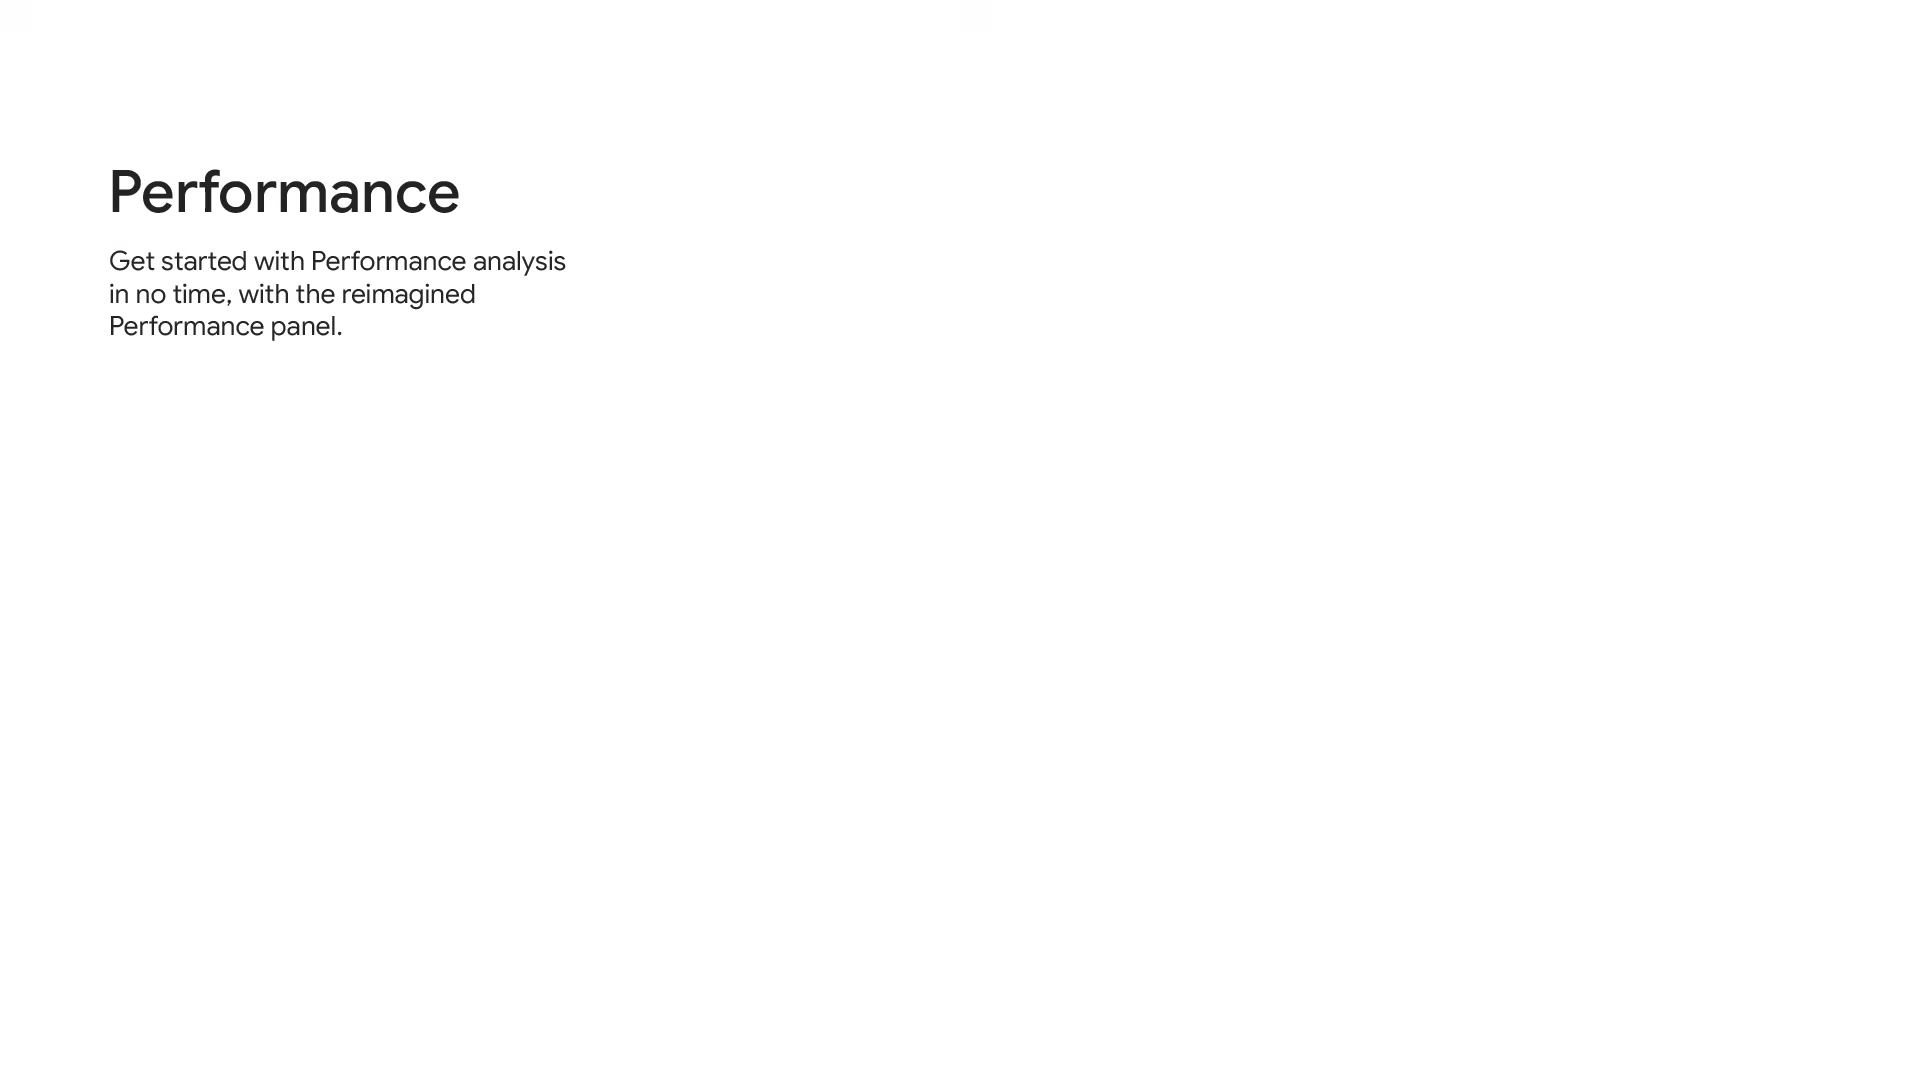 Performance
Get started with Performance analysis
in no time, with the reimagined
Performance panel.